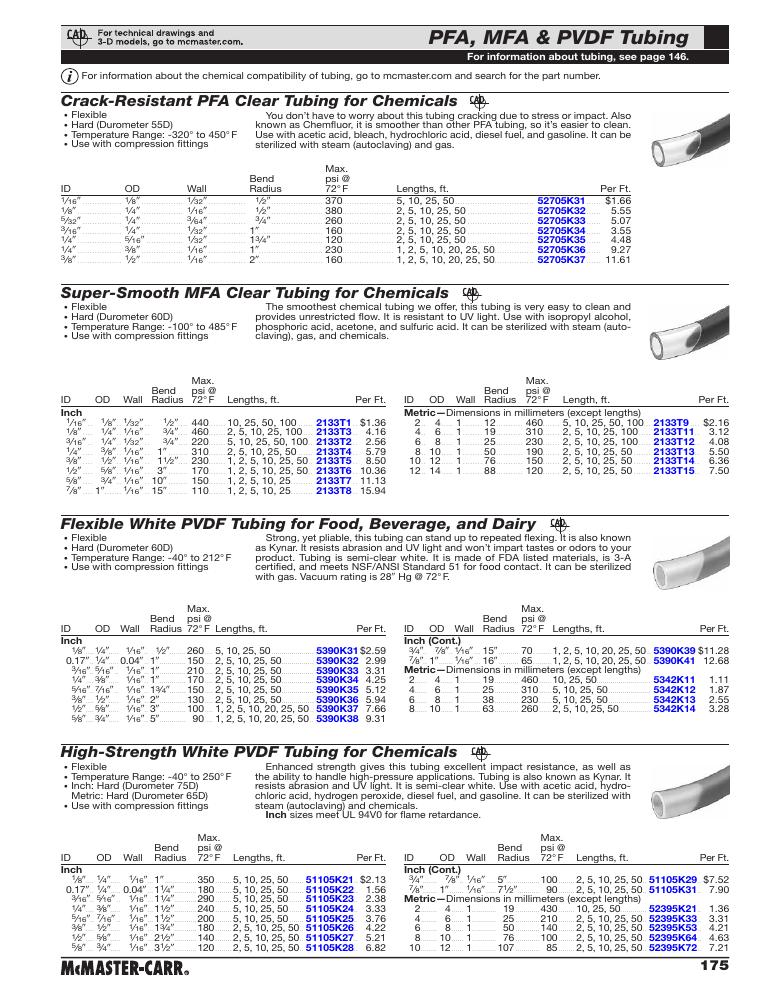 CAD
For technical drawings and
3-D models, go to mcmaster.com.
PFA, MFA & PVDF Tubing
For information about tubing, see page 146.
i For information about the chemical compatibility of tubing, go to mcmaster.com and search for the part number.
Crack-Resistant PFA Clear Tubing for Chemicals CAD
• Flexible
• Hard (Durometer 55D)
• Temperature Range: -320° to 450° F
• Use with compression fittings
You don't have to worry about this tubing cracking due to stress or impact. Also
known as Chemfluor, it is smoother than other PFA tubing, so it's easier to clean.
Use with acetic acid, bleach, hydrochloric acid, diesel fuel, and gasoline. It can be
sterilized with steam (autoclaving) and gas.
ID OD Wall Bend Radius Max. psi @ 72° F Lengths, ft. Per Ft.
1/16" 1/8" 1/32" 1/2" 370 5, 10, 25, 50 52705K31 $1.66
1/8" 1/4" 1/16" 1/2" 380 2, 5, 10, 25, 50 52705K32 5.55
5/32" 1/4" 3/64" 3/4" 260 2, 5, 10, 25, 50 52705K33 5.07
3/16" 1/4" 1/32" 1" 160 2, 5, 10, 25, 50 52705K34 3.55
1/4" 5/16" 1/32" 1 3/4" 120 2, 5, 10, 25, 50 52705K35 4.48
1/4" 3/8" 1/16" 1" 230 1, 2, 5, 10, 20, 25, 50 52705K36 9.27
3/8" 1/2" 1/16" 2" 160 1, 2, 5, 10, 20, 25, 50 52705K37 11.61
Super-Smooth MFA Clear Tubing for Chemicals CAD
• Flexible
• Hard (Durometer 60D)
• Temperature Range: -100° to 485° F
• Use with compression fittings
The smoothest chemical tubing we offer, this tubing is very easy to clean and
provides unrestricted flow. It is resistant to UV light. Use with isopropyl alcohol,
phosphoric acid, acetone, and sulfuric acid. It can be sterilized with steam (auto-
claving), gas, and chemicals.
ID OD Wall Bend Radius Max. psi @ 72° F Lengths, ft. Per Ft.
Inch
1/16" 1/8" 1/32" 1/2" 440 10, 25, 50, 100 2133T1 $1.36
1/8" 1/4" 1/16" 3/4" 460 2, 5, 10, 25, 100 2133T3 4.16
3/16" 1/4" 1/32" 3/4" 220 5, 10, 25, 50, 100 2133T2 2.56
1/4" 3/8" 1/16" 1" 310 2, 5, 10, 25, 50 2133T4 5.79
3/8" 1/2" 1/16" 1 1/2" 230 1, 2, 5, 10, 25, 50 2133T5 8.50
1/2" 5/8" 1/16" 3" 170 1, 2, 5, 10, 25, 50 2133T6 10.36
5/8" 3/4" 1/16" 10" 150 1, 2, 5, 10, 25 2133T7 11.13
7/8" 1" 1/16" 15" 110 1, 2, 5, 10, 25 2133T8 15.94
ID OD Wall Bend Radius Max. psi @ 72° F Length, ft. Per Ft.
Metric—Dimensions in millimeters (except lengths)
2 4 1 12 460 5, 10, 25, 50, 100 2133T9 $2.16
4 6 1 19 310 2, 5, 10, 25, 50 2133T11 3.12
6 8 1 25 230 2, 5, 10, 25, 50 2133T12 4.08
8 10 1 50 190 2, 5, 10, 25, 50 2133T13 5.50
10 12 1 76 150 2, 5, 10, 25, 50 2133T14 6.36
12 14 1 88 120 2, 5, 10, 25, 50 2133T15 7.50
Flexible White PVDF Tubing for Food, Beverage, and Dairy CAD
• Flexible
• Hard (Durometer 60D)
• Temperature Range: -40° to 212° F
• Use with compression fittings
Strong, yet pliable, this tubing can stand up to repeated flexing. It is also known
as Kynar. It resists abrasion and UV light and won't impart tastes or odors to your
product. Tubing is semi-clear white. It is made of FDA listed materials, is 3-A
certified, and meets NSF/ANSI Standard 51 for food contact. It can be sterilized
with gas. Vacuum rating is 28" Hg @ 72° F.
ID OD Wall Bend Radius Max. psi @ 72° F Lengths, ft. Per Ft.
Inch
1/8" 1/4" 1/16" 1/2" 260 5, 10, 25, 50 5390K31 $2.59
0.17" 1/4" 0.04" 1" 150 2, 5, 10, 25, 50 5390K32 2.99
3/16" 5/16" 1/16" 1" 210 2, 5, 10, 25, 50 5390K33 3.31
1/4" 3/8" 1/16" 1" 170 2, 5, 10, 25, 50 5390K34 4.25
5/16" 7/16" 1/16" 1 3/4" 150 2, 5, 10, 25, 50 5390K35 5.12
3/8" 1/2" 1/16" 2" 130 2, 5, 10, 25, 50 5390K36 5.94
1/2" 5/8" 1/16" 3" 100 1, 2, 5, 10, 20, 25, 50 5390K37 7.66
5/8" 3/4" 1/16" 5" 90 1, 2, 5, 10, 20, 25, 50 5390K38 9.31
ID OD Wall Bend Radius Max. psi @ 72° F Lengths, ft. Per Ft.
Inch (Cont.)
3/4" 7/8" 1/16" 15" 70 1, 2, 5, 10, 20, 25, 50 5390K39 $11.28
7/8" 1" 1/16" 16" 65 1, 2, 5, 10, 20, 25, 50 5390K41 12.68
Metric—Dimensions in millimeters (except lengths)
2 4 1 19 460 10, 25, 50 5342K11 1.11
4 6 1 25 310 5, 10, 25, 50 5342K12 1.87
6 8 1 38 230 5, 10, 25, 50 5342K13 2.55
8 10 1 63 260 2, 5, 10, 25, 50 5342K14 3.28
High-Strength White PVDF Tubing for Chemicals CAD
• Flexible
• Temperature Range: -40° to 250° F
• Inch: Hard (Durometer 75D)
Metric: Hard (Durometer 65D)
• Use with compression fittings
Enhanced strength gives this tubing excellent impact resistance, as well as
the ability to handle high-pressure applications. Tubing is also known as Kynar. It
resists abrasion and UV light. It is semi-clear white. Use with acetic acid, hydro-
chloric acid, hydrogen peroxide, diesel fuel, and gasoline. It can be sterilized with
steam (autoclaving) and chemicals.
Inch sizes meet UL 94V0 for flame retardance.
ID OD Wall Bend Radius Max. psi @ 72° F Lengths, ft. Per Ft.
Inch
1/8" 1/4" 1/16" 1" 350 5, 10, 25, 50 51105K21 $2.13
0.17" 1/4" 0.04" 1 1/4" 180 5, 10, 25, 50 51105K22 1.56
3/16" 5/16" 1/16" 1 1/4" 290 5, 10, 25, 50 51105K23 2.38
1/4" 3/8" 1/16" 1 1/2" 240 5, 10, 25, 50 51105K24 3.33
5/16" 7/16" 1/16" 1 1/2" 200 5, 10, 25, 50 51105K25 3.76
3/8" 1/2" 1/16" 1 3/4" 180 2, 5, 10, 25, 50 51105K26 4.22
1/2" 5/8" 1/16" 2 1/2" 140 2, 5, 10, 25, 50 51105K27 5.21
5/8" 3/4" 1/16" 3 1/2" 120 2, 5, 10, 25, 50 51105K28 6.82
ID OD Wall Bend Radius Max. psi @ 72° F Lengths, ft. Per Ft.
Inch (Cont.)
3/4" 7/8" 1/16" 5" 100 2, 5, 10, 25, 50 51105K29 $7.52
7/8" 1" 1/16" 7 1/2" 90 2, 5, 10, 25, 50 51105K31 7.90
Metric—Dimensions in millimeters (except lengths)
2 4 1 19 430 10, 25, 50 52395K21 1.36
4 6 1 25 210 2, 5, 10, 25, 50 52395K33 3.31
6 8 1 50 140 2, 5, 10, 25, 50 52395K53 4.21
8 10 1 76 100 2, 5, 10, 25, 50 52395K64 4.63
10 12 1 107 85 2, 5, 10, 25, 50 52395K72 7.21
McMASTER-CARR®
175